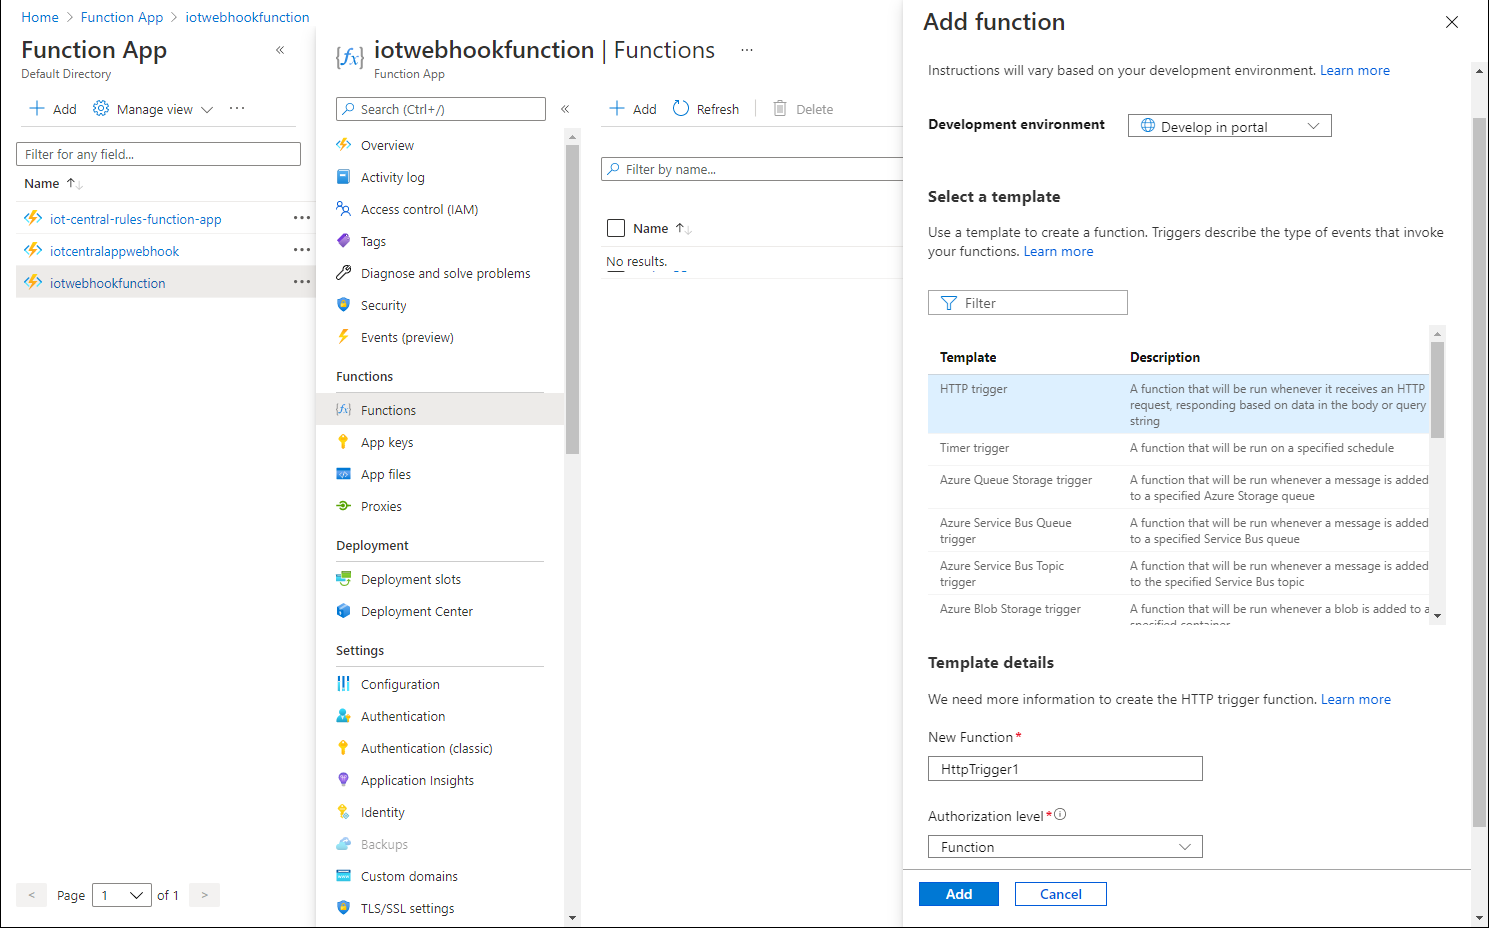 Home > Function App > iotwebhookfunction
Function App
Default Directory
Add
Manage view
Filter for any field...
Name
iot-central-rules-function-app
iotcentralappwebhook
iotwebhookfunction
< Page 1 of 1 >
iotwebhookfunction | Functions
Function App
Search (Ctrl+/)
Overview
Activity log
Access control (IAM)
Tags
Diagnose and solve problems
Security
Events (preview)
Functions
Functions
App keys
App files
Proxies
Deployment
Deployment slots
Deployment Center
Settings
Configuration
Authentication
Authentication (classic)
Application Insights
Identity
Backups
Custom domains
TLS/SSL settings
Add Refresh Delete
Filter by name...
Name
No results.
Add function
Instructions will vary based on your development environment. Learn more
Development environment Develop in portal
Select a template
Use a template to create a function. Triggers describe the type of events that invoke
your functions. Learn more
Filter
Template Description
HTTP trigger A function that will be run whenever it receives an HTTP
request, responding based on data in the body or query
string
Timer trigger A function that will be run on a specified schedule
Azure Queue Storage trigger A function that will be run whenever a message is added
to a specified Azure Storage queue
Azure Service Bus Queue A function that will be run whenever a message is added
trigger to a specified Service Bus queue
Azure Service Bus Topic A function that will be run whenever a message is added
trigger to the specified Service Bus topic
Azure Blob Storage trigger A function that will be run whenever a blob is added to a
specified container
Template details
We need more information to create the HTTP trigger function. Learn more
New Function*
HttpTrigger1
Authorization level*
Function
Add Cancel